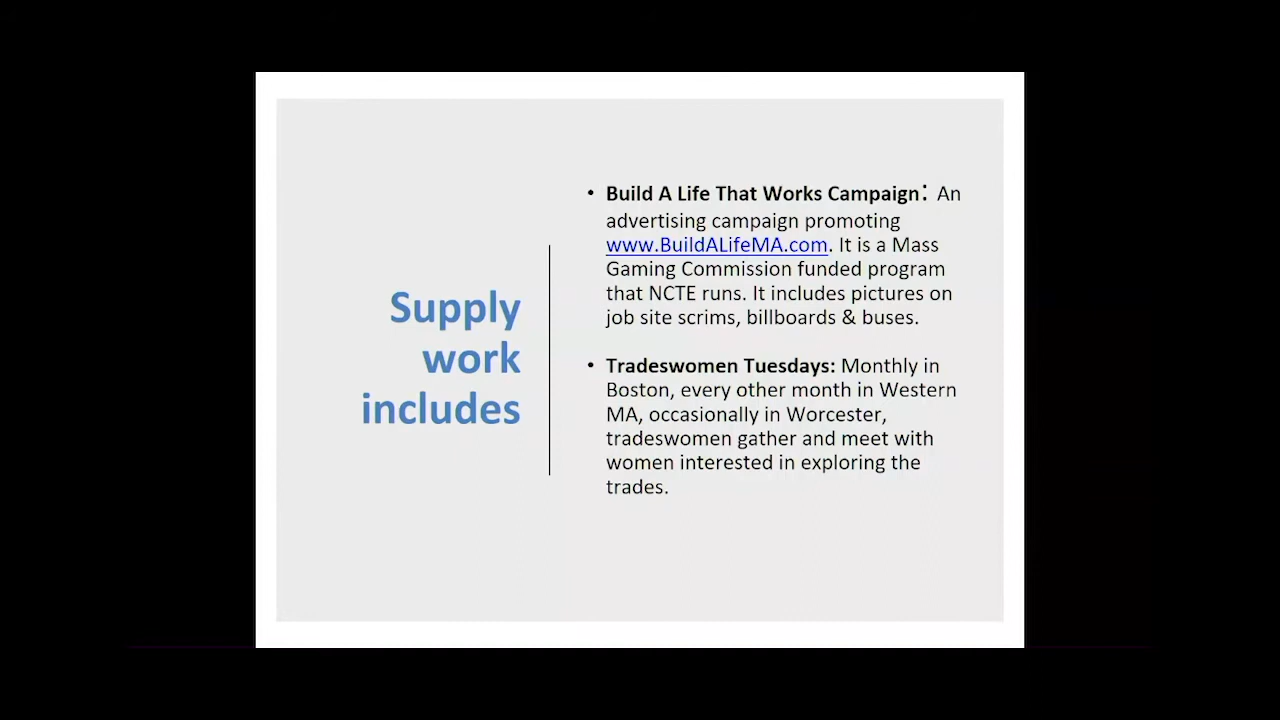 Supply
work
includes
• Build A Life That Works Campaign: An
advertising campaign promoting
www.BuildALifeMA.com. It is a Mass
Gaming Commission funded program
that NCTE runs. It includes pictures on
job site scrims, billboards & buses.
• Tradeswomen Tuesdays: Monthly in
Boston, every other month in Western
MA, occasionally in Worcester,
tradeswomen gather and meet with
women interested in exploring the
trades.